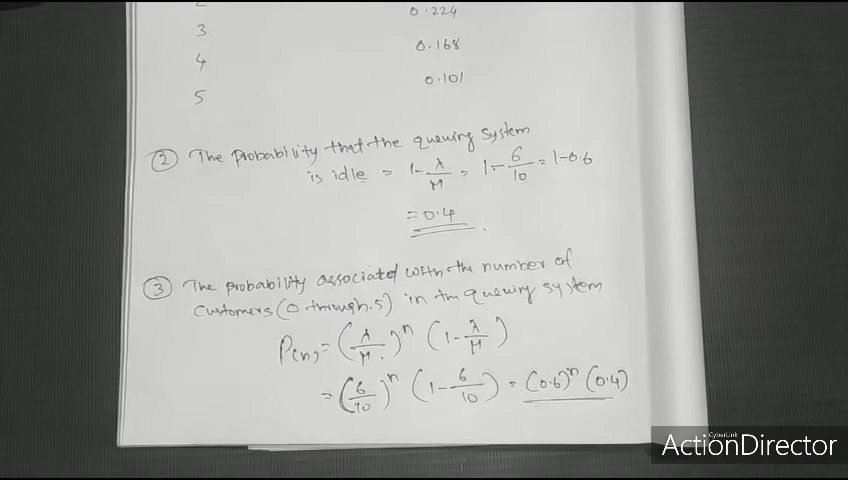 2
0.224
3
0.168
4
0.101
5
② The Probability that the queuing System
is idle = 1-λ/M = 1-6/10 = 1-0.6
=0.4.
③ The probability associated with the number of
Customers (0 through.5) in the queuing system
P(n) = (λ/M.)^n (1-λ/M)
= (6/10)^n (1-6/10) = (0.6)^n (0.4)
CyberLink
ActionDirector